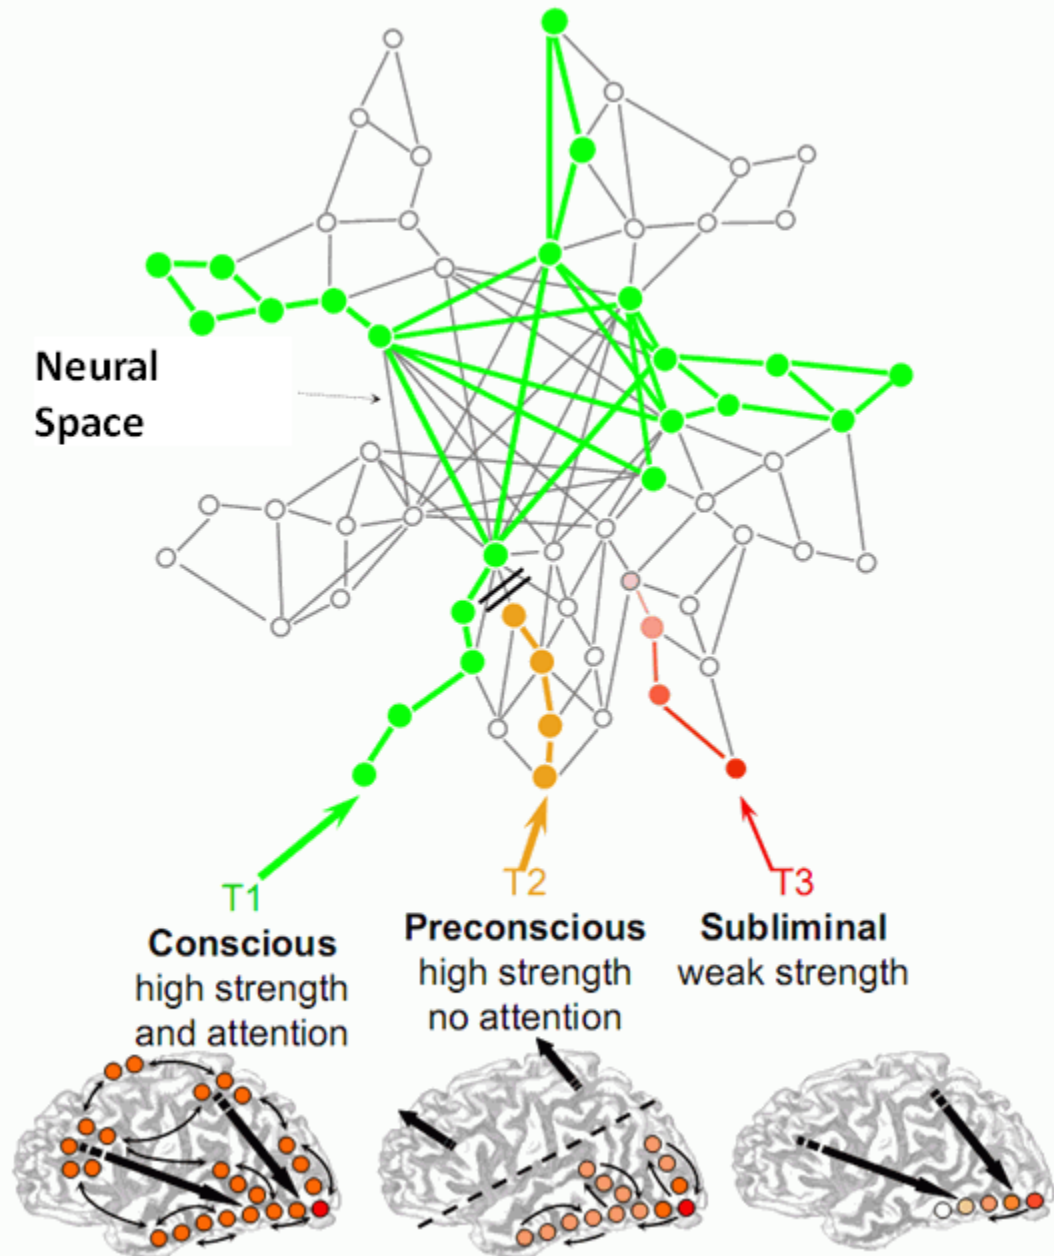 Neural
Space
T1
Conscious
high strength
and attention
T2
Preconscious
high strength
no attention
T3
Subliminal
weak strength